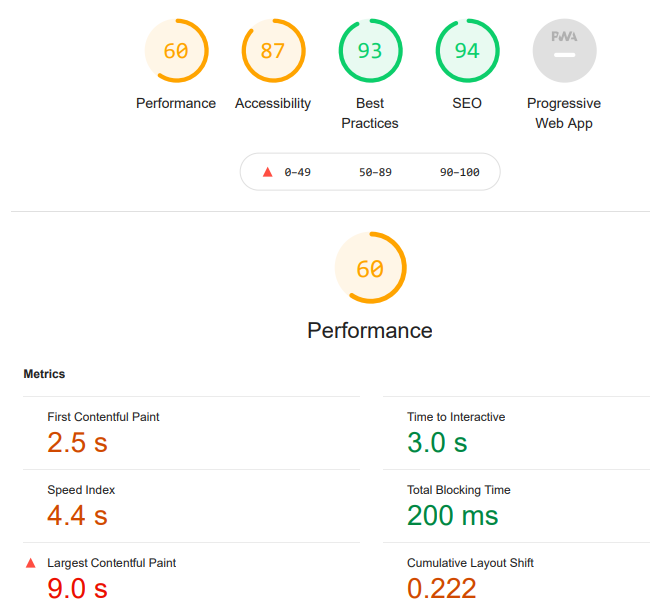 60 87 93 94 PWA
Performance Accessibility Best Practices SEO Progressive Web App
0–49 50–89 90–100
60
Performance
Metrics
First Contentful Paint
2.5 s
Time to Interactive
3.0 s
Speed Index
4.4 s
Total Blocking Time
200 ms
Largest Contentful Paint
9.0 s
Cumulative Layout Shift
0.222